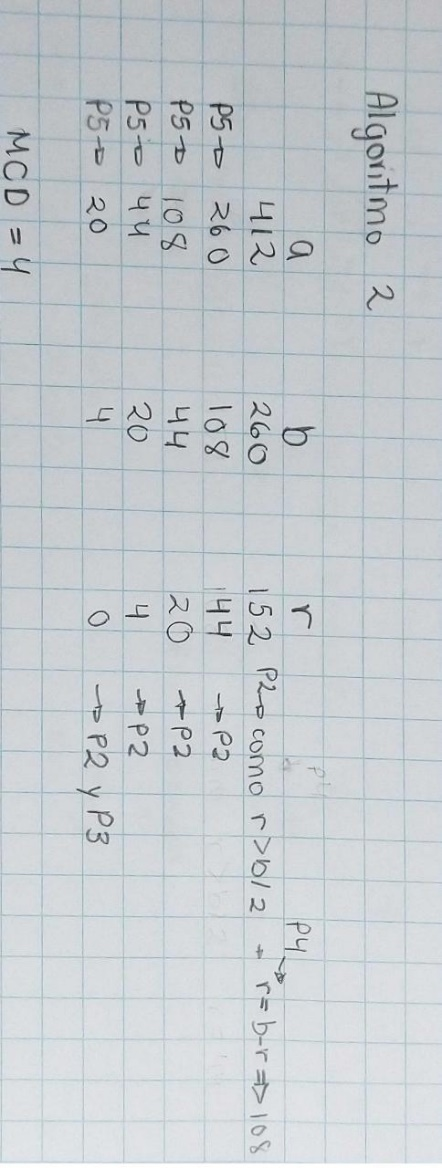 Algoritmo 2
a b r
412 260 152 P2→ como r>b/2 → P4→ r=b-r⇒108
P5→ 260 108 44 →P2
P5→ 108 44 20 →P2
P5→ 44 20 4 →P2
P5→ 20 4 0 →P2 y P3
MCD = 4